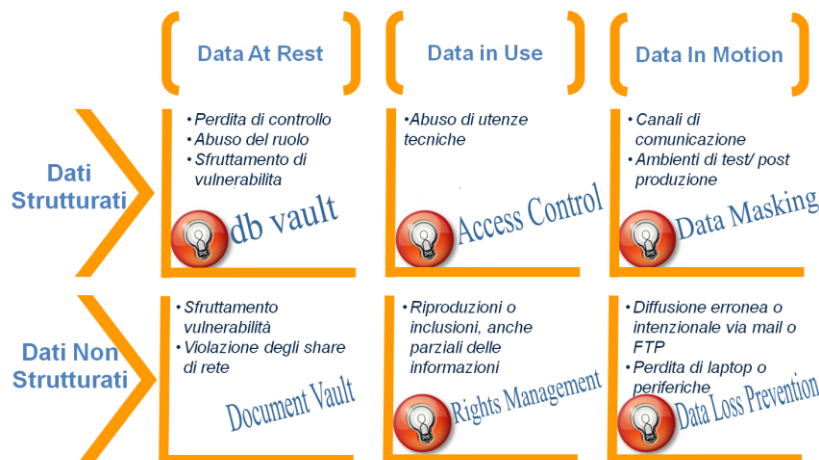 Data At Rest
Data in Use
Data In Motion
Dati
Strutturati
•Perdita di controllo
•Abuso del ruolo
•Sfruttamento di
vulnerabilita
db vault
•Abuso di utenze
tecniche
Access Control
•Canali di
comunicazione
•Ambienti di test/ post
produzione
Data Masking
Dati Non
Strutturati
•Sfruttamento
vulnerabilità
•Violazione degli share
di rete
Document Vault
•Riproduzioni o
inclusioni, anche
parziali delle
informazioni
Rights Management
•Diffusione erronea o
intenzionale via mail o
FTP
•Perdita di laptop o
periferiche
Data Loss Prevention